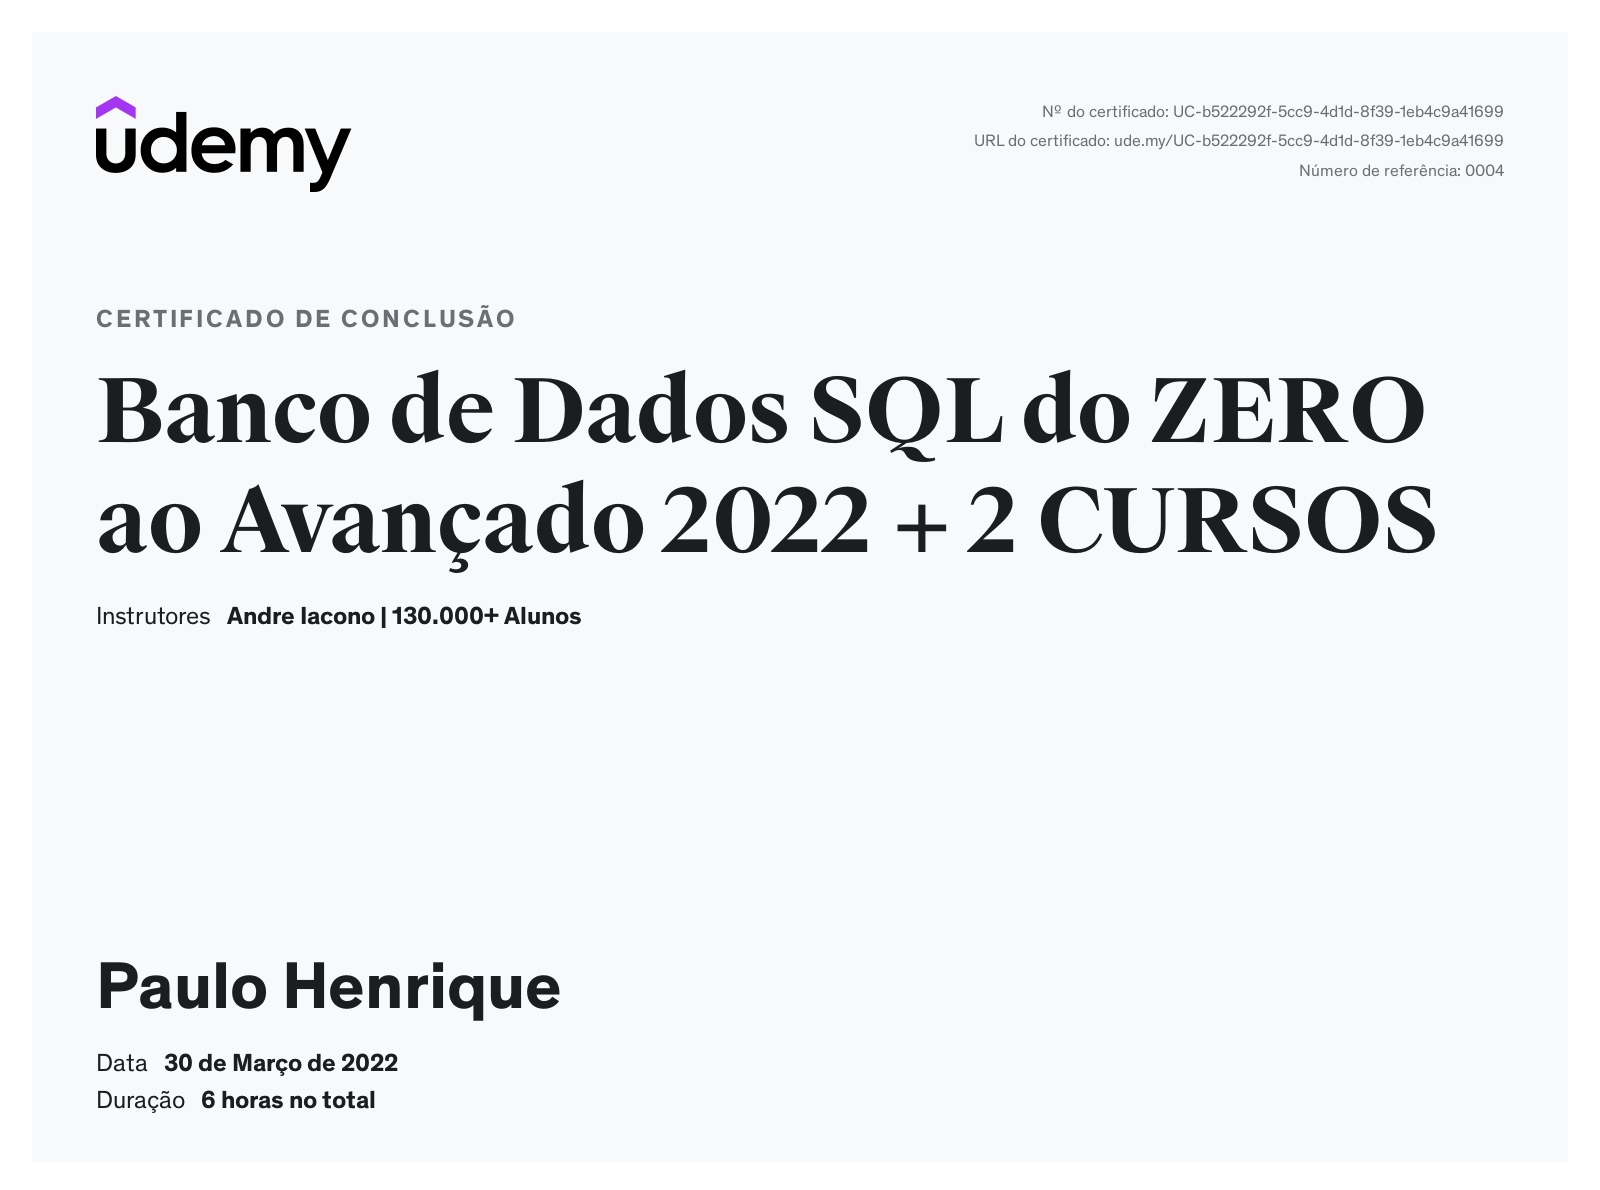 udemy
Nº do certificado: UC-b522292f-5cc9-4d1d-8f39-1eb4c9a41699
URL do certificado: ude.my/UC-b522292f-5cc9-4d1d-8f39-1eb4c9a41699
Número de referência: 0004
CERTIFICADO DE CONCLUSÃO
Banco de Dados SQL do ZERO
ao Avançado 2022 + 2 CURSOS
Instrutores Andre Iacono | 130.000+ Alunos
Paulo Henrique
Data 30 de Março de 2022
Duração 6 horas no total